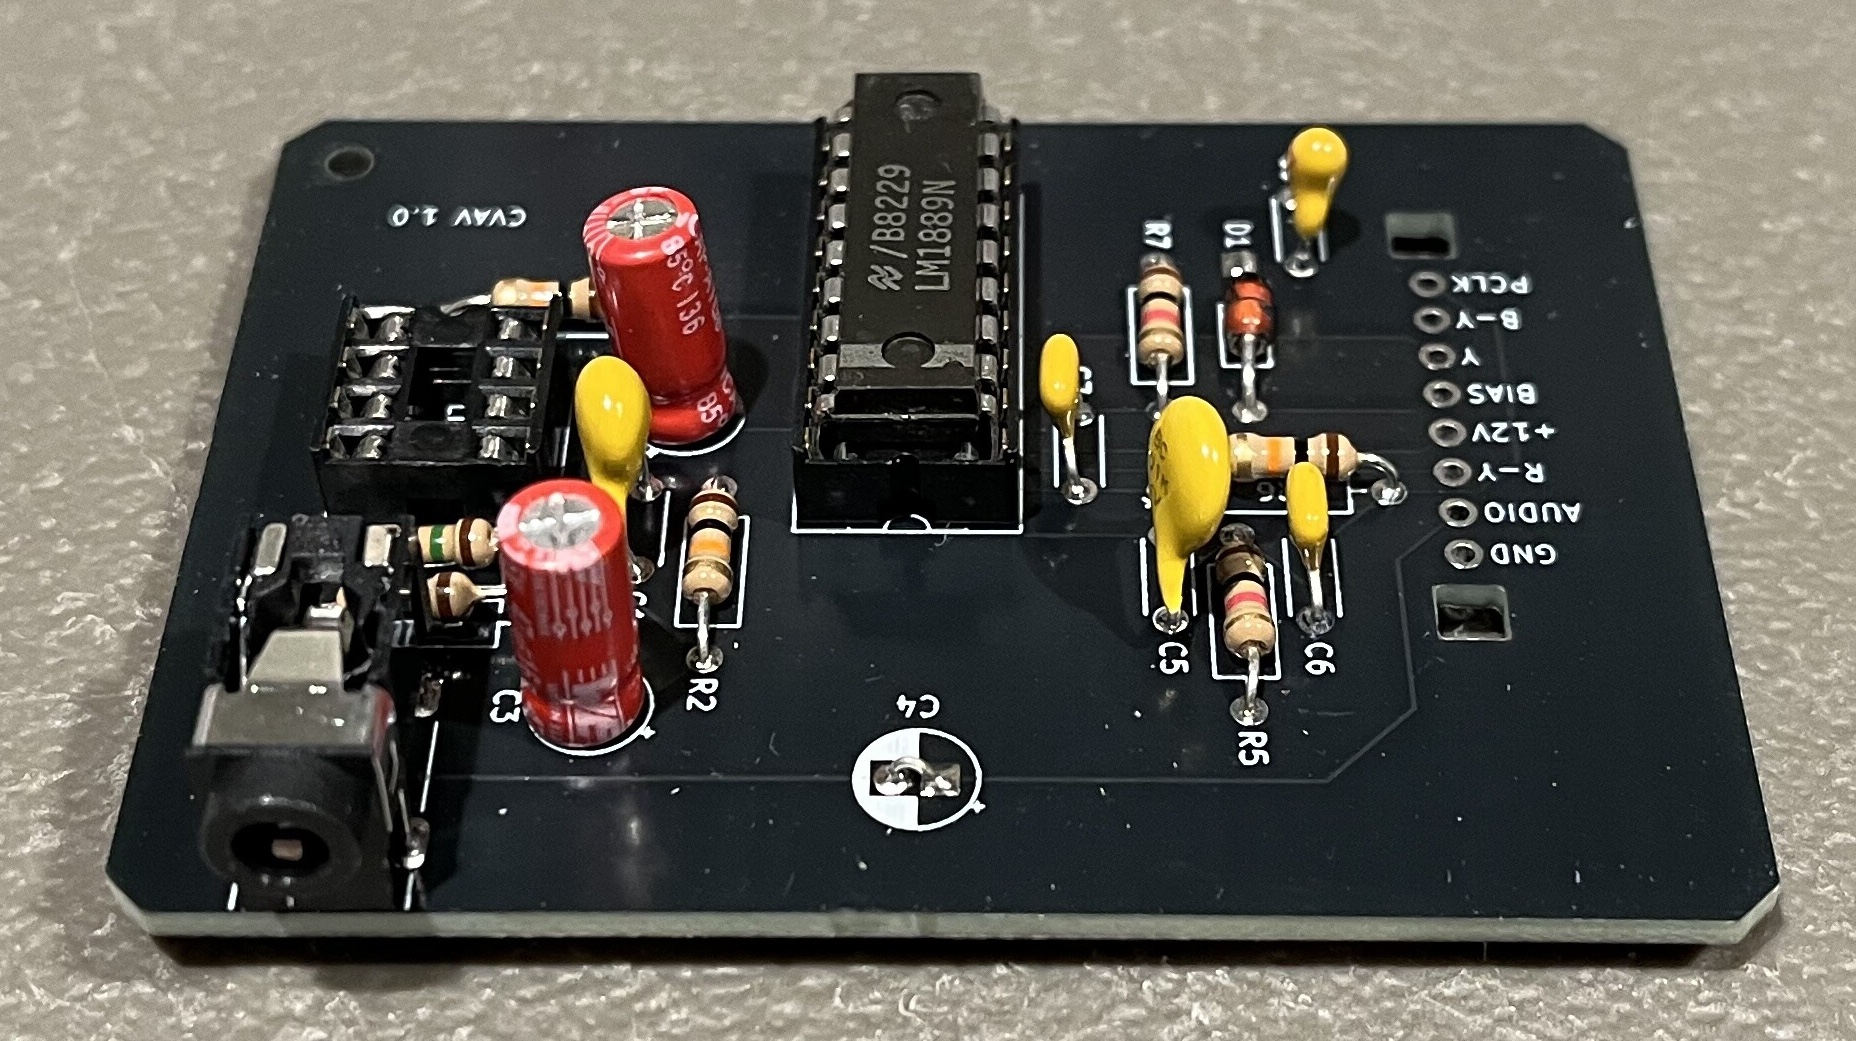 CVAV 1.0
85°C 136
85°
/B8229
LM1889N
R7
D1
PCLK
B-Y
Y
BIAS
+12V
R-Y
AUDIO
GND
C3
R2
C4
C5
C6
R5